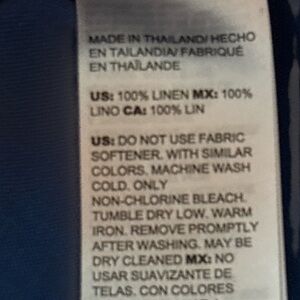 MADE IN THAILAND/ HECHO
EN TAILANDIA/ FABRIQUÉ
EN THAÏLANDE
US: 100% LINEN MX: 100%
LINO CA: 100% LIN
US: DO NOT USE FABRIC
SOFTENER. WITH SIMILAR
COLORS. MACHINE WASH
COLD. ONLY
NON-CHLORINE BLEACH.
TUMBLE DRY LOW. WARM
IRON. REMOVE PROMPTLY
AFTER WASHING. MAY BE
DRY CLEANED MX: NO
USAR SUAVIZANTE DE
TELAS. CON COLORES